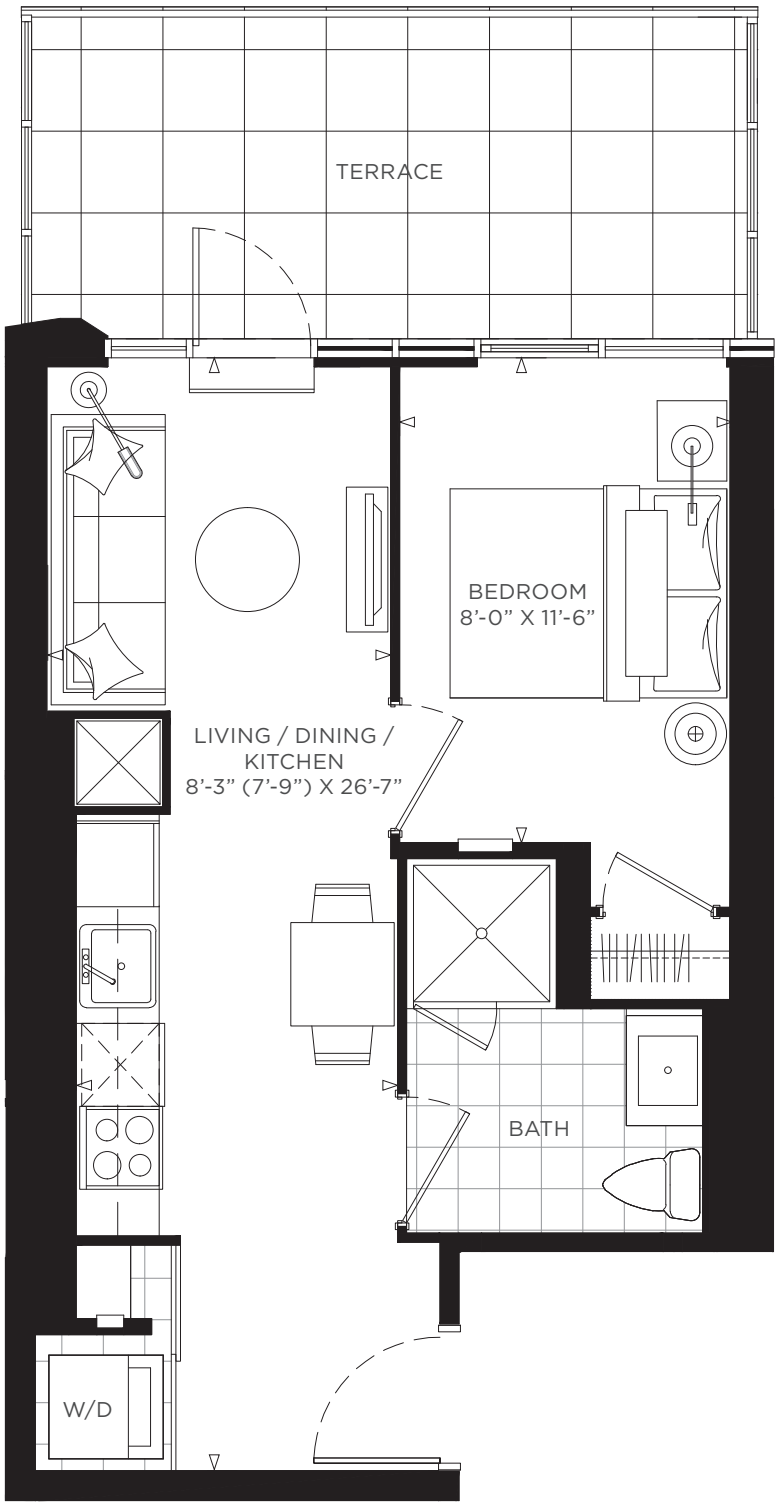 TERRACE
BEDROOM
8’-0” X 11’-6”
LIVING / DINING /
KITCHEN
8’-3” (7’-9”) X 26’-7”
BATH
W/D